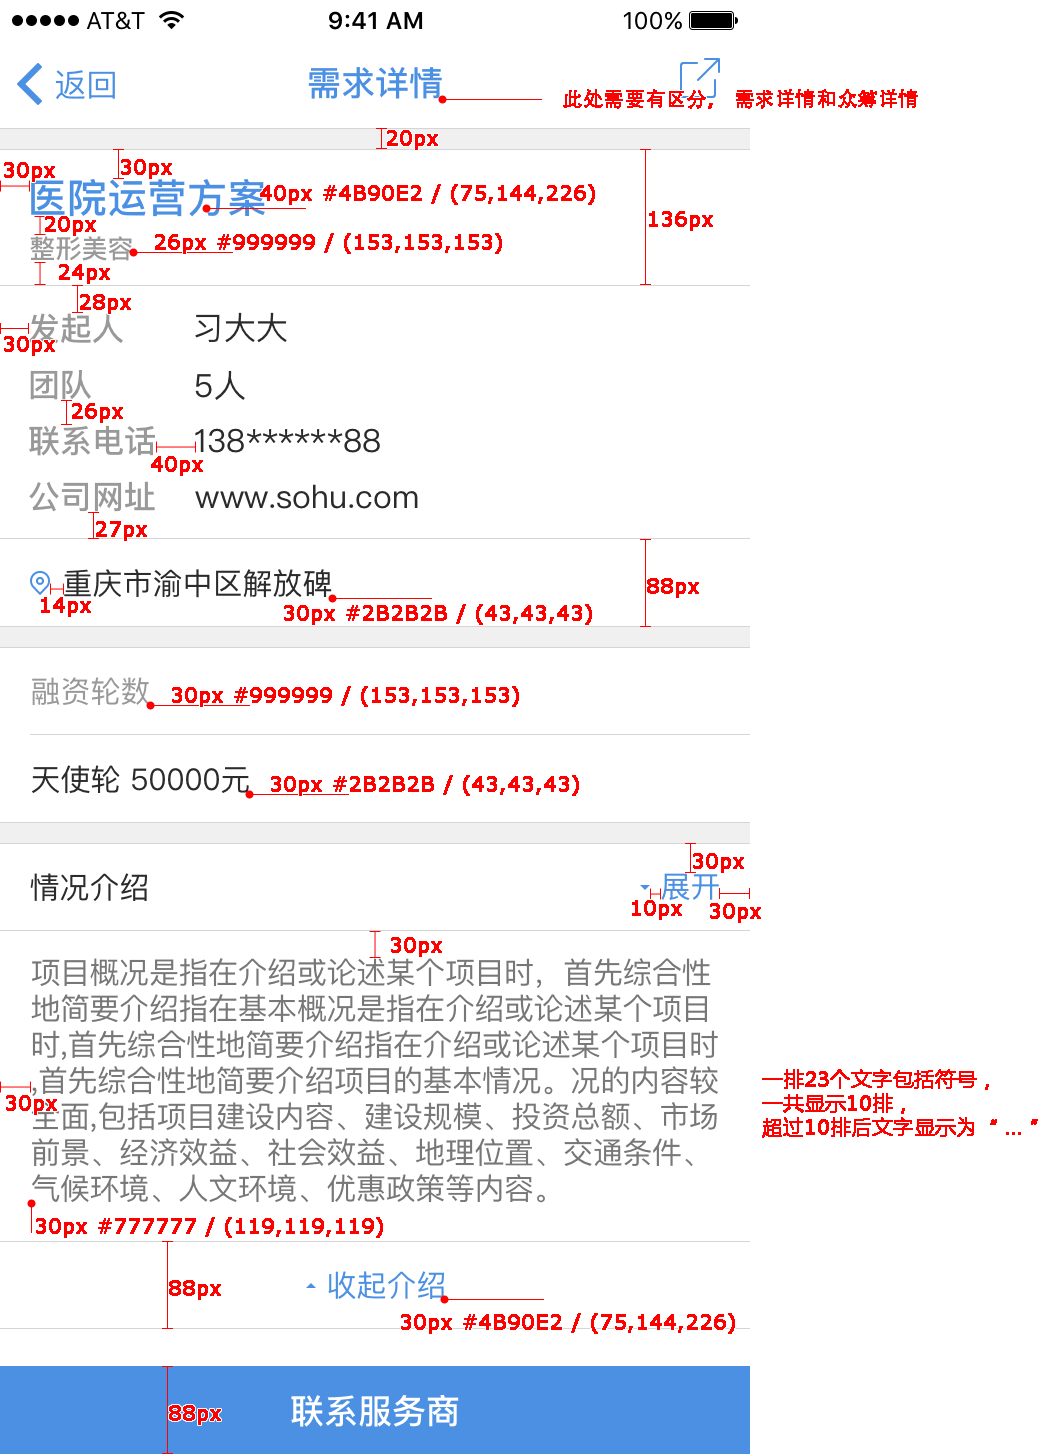 ●●●●● AT&T 9:41 AM 100%
返回 需求详情
此处需要有区分， 需求详情和众筹详情
20px
30px 30px
医院运营方案 40px #4B90E2 / (75,144,226)
136px
20px
整形美容 26px #999999 / (153,153,153)
24px
28px
发起人 习大大
30px
团队 5人
26px
联系电话 138******88
40px
公司网址 www.sohu.com
27px
重庆市渝中区解放碑 88px
14px
30px #2B2B2B / (43,43,43)
融资轮数 30px #999999 / (153,153,153)
天使轮 50000元 30px #2B2B2B / (43,43,43)
30px
情况介绍 展开
10px 30px
30px
项目概况是指在介绍或论述某个项目时，首先综合性
地简要介绍指在基本概况是指在介绍或论述某个项目
时,首先综合性地简要介绍指在介绍或论述某个项目时
,首先综合性地简要介绍项目的基本情况。况的内容较
30px
全面,包括项目建设内容、建设规模、投资总额、市场
前景、经济效益、社会效益、地理位置、交通条件、
气候环境、人文环境、优惠政策等内容。
一排23个文字包括符号，
一共显示10排，
超过10排后文字显示为 “ ... ”
30px #777777 / (119,119,119)
88px 收起介绍
30px #4B90E2 / (75,144,226)
88px 联系服务商